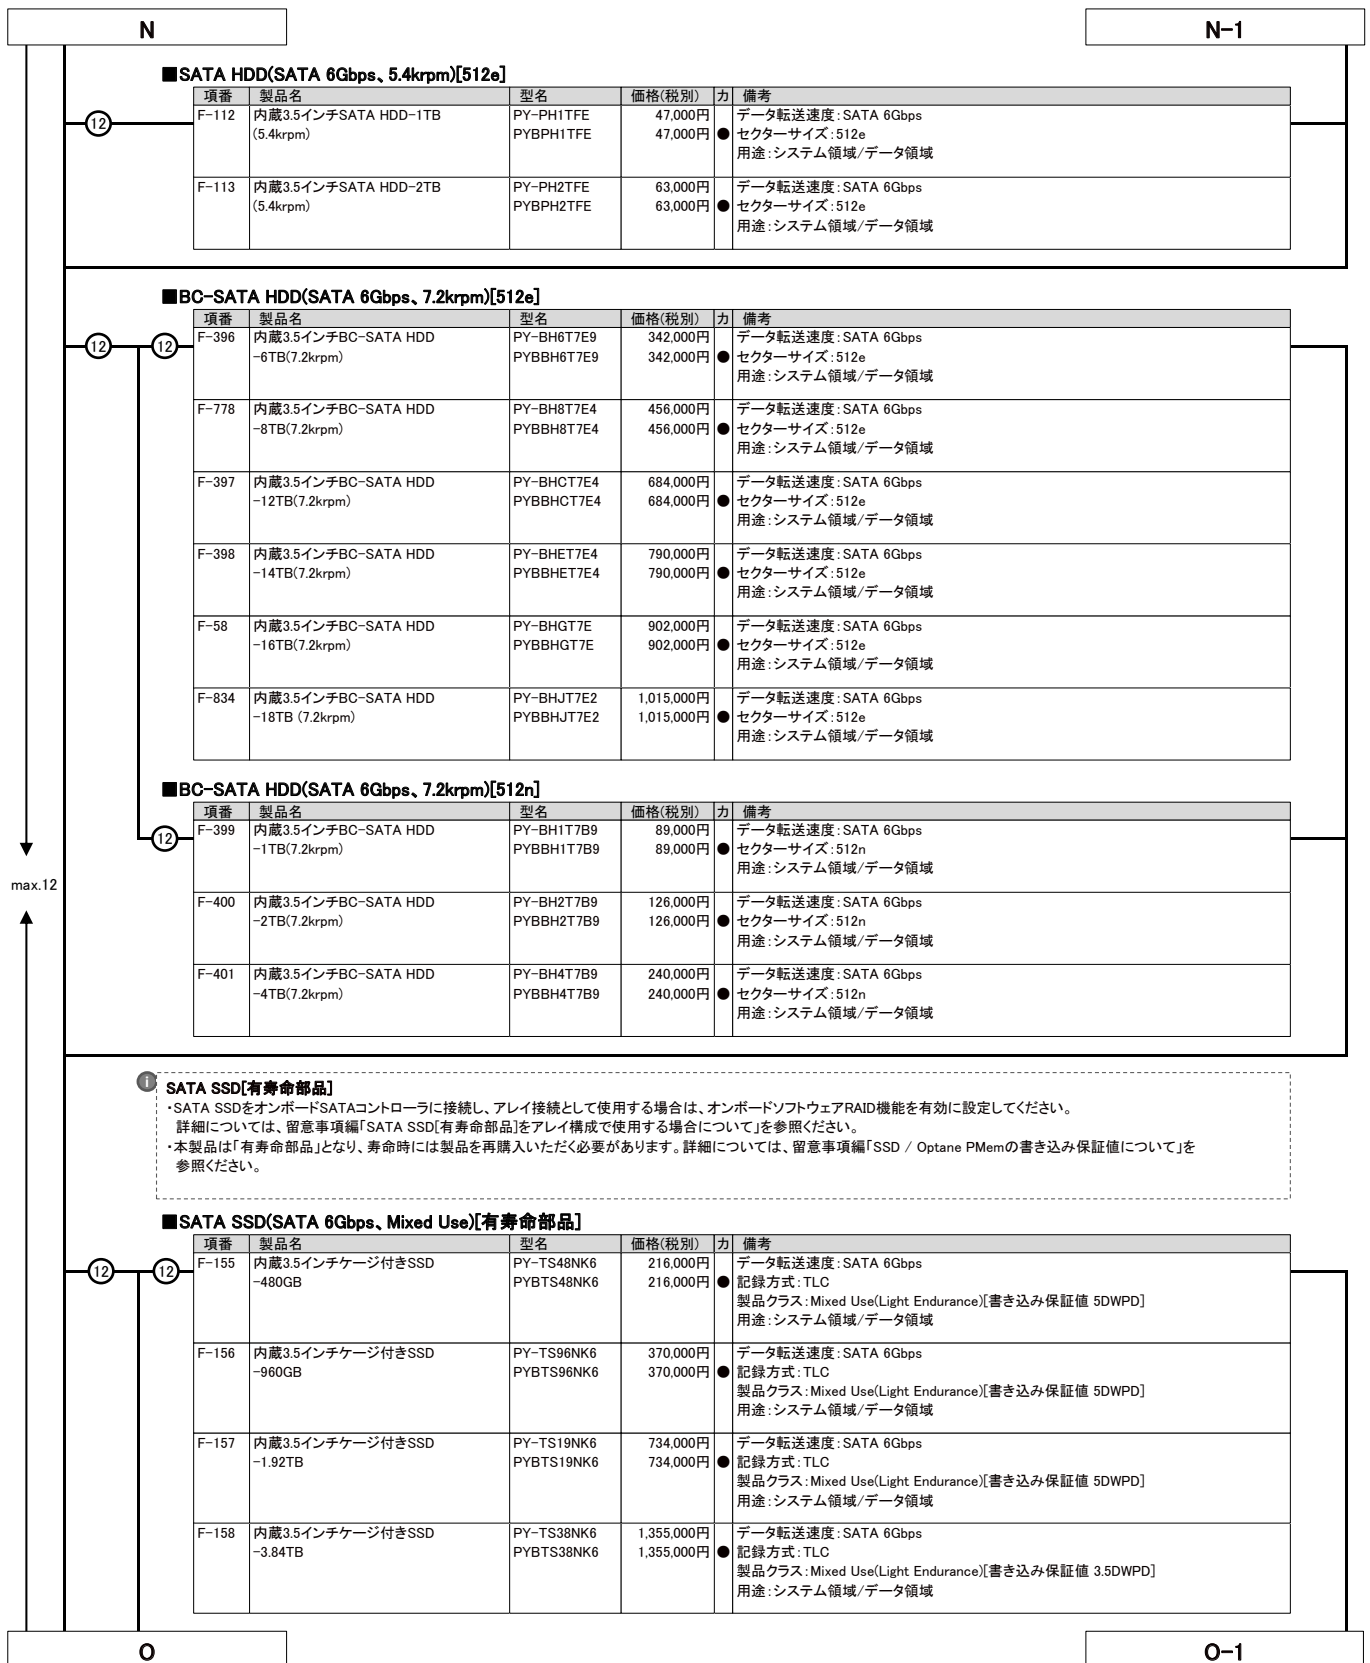 N
N-1
■SATA HDD(SATA 6Gbps、5.4krpm)[512e]
項番 製品名 型名 価格(税別) カ 備考
⑫
F-112 内蔵3.5インチSATA HDD-1TB PY-PH1TFE 47,000円 データ転送速度:SATA 6Gbps
(5.4krpm) PYBPH1TFE 47,000円 ● セクターサイズ:512e
用途:システム領域/データ領域
F-113 内蔵3.5インチSATA HDD-2TB PY-PH2TFE 63,000円 データ転送速度:SATA 6Gbps
(5.4krpm) PYBPH2TFE 63,000円 ● セクターサイズ:512e
用途:システム領域/データ領域
■BC-SATA HDD(SATA 6Gbps、7.2krpm)[512e]
項番 製品名 型名 価格(税別) カ 備考
⑫ ⑫
F-396 内蔵3.5インチBC-SATA HDD PY-BH6T7E9 342,000円 データ転送速度:SATA 6Gbps
-6TB(7.2krpm) PYBBH6T7E9 342,000円 ● セクターサイズ:512e
用途:システム領域/データ領域
F-778 内蔵3.5インチBC-SATA HDD PY-BH8T7E4 456,000円 データ転送速度:SATA 6Gbps
-8TB(7.2krpm) PYBBH8T7E4 456,000円 ● セクターサイズ:512e
用途:システム領域/データ領域
F-397 内蔵3.5インチBC-SATA HDD PY-BHCT7E4 684,000円 データ転送速度:SATA 6Gbps
-12TB(7.2krpm) PYBBHCT7E4 684,000円 ● セクターサイズ:512e
用途:システム領域/データ領域
F-398 内蔵3.5インチBC-SATA HDD PY-BHET7E4 790,000円 データ転送速度:SATA 6Gbps
-14TB(7.2krpm) PYBBHET7E4 790,000円 ● セクターサイズ:512e
用途:システム領域/データ領域
F-58 内蔵3.5インチBC-SATA HDD PY-BHGT7E 902,000円 データ転送速度:SATA 6Gbps
-16TB(7.2krpm) PYBBHGT7E 902,000円 ● セクターサイズ:512e
用途:システム領域/データ領域
F-834 内蔵3.5インチBC-SATA HDD PY-BHJT7E2 1,015,000円 データ転送速度:SATA 6Gbps
-18TB (7.2krpm) PYBBHJT7E2 1,015,000円 ● セクターサイズ:512e
用途:システム領域/データ領域
■BC-SATA HDD(SATA 6Gbps、7.2krpm)[512n]
項番 製品名 型名 価格(税別) カ 備考
⑫
F-399 内蔵3.5インチBC-SATA HDD PY-BH1T7B9 89,000円 データ転送速度:SATA 6Gbps
-1TB(7.2krpm) PYBBH1T7B9 89,000円 ● セクターサイズ:512n
用途:システム領域/データ領域
max.12
F-400 内蔵3.5インチBC-SATA HDD PY-BH2T7B9 126,000円 データ転送速度:SATA 6Gbps
-2TB(7.2krpm) PYBBH2T7B9 126,000円 ● セクターサイズ:512n
用途:システム領域/データ領域
F-401 内蔵3.5インチBC-SATA HDD PY-BH4T7B9 240,000円 データ転送速度:SATA 6Gbps
-4TB(7.2krpm) PYBBH4T7B9 240,000円 ● セクターサイズ:512n
用途:システム領域/データ領域
i
SATA SSD[有寿命部品]
・SATA SSDをオンボードSATAコントローラに接続し、アレイ接続として使用する場合は、オンボードソフトウェアRAID機能を有効に設定してください。
詳細については、留意事項編「SATA SSD[有寿命部品]をアレイ構成で使用する場合について」を参照ください。
・本製品は「有寿命部品」となり、寿命時には製品を再購入いただく必要があります。詳細については、留意事項編「SSD / Optane PMemの書き込み保証値について」を
参照ください。
■SATA SSD(SATA 6Gbps、Mixed Use)[有寿命部品]
項番 製品名 型名 価格(税別) カ 備考
⑫ ⑫
F-155 内蔵3.5インチケージ付きSSD PY-TS48NK6 216,000円 データ転送速度:SATA 6Gbps
-480GB PYBTS48NK6 216,000円 ● 記録方式:TLC
製品クラス:Mixed Use(Light Endurance)[書き込み保証値 5DWPD]
用途:システム領域/データ領域
F-156 内蔵3.5インチケージ付きSSD PY-TS96NK6 370,000円 データ転送速度:SATA 6Gbps
-960GB PYBTS96NK6 370,000円 ● 記録方式:TLC
製品クラス:Mixed Use(Light Endurance)[書き込み保証値 5DWPD]
用途:システム領域/データ領域
F-157 内蔵3.5インチケージ付きSSD PY-TS19NK6 734,000円 データ転送速度:SATA 6Gbps
-1.92TB PYBTS19NK6 734,000円 ● 記録方式:TLC
製品クラス:Mixed Use(Light Endurance)[書き込み保証値 5DWPD]
用途:システム領域/データ領域
F-158 内蔵3.5インチケージ付きSSD PY-TS38NK6 1,355,000円 データ転送速度:SATA 6Gbps
-3.84TB PYBTS38NK6 1,355,000円 ● 記録方式:TLC
製品クラス:Mixed Use(Light Endurance)[書き込み保証値 3.5DWPD]
用途:システム領域/データ領域
O
O-1